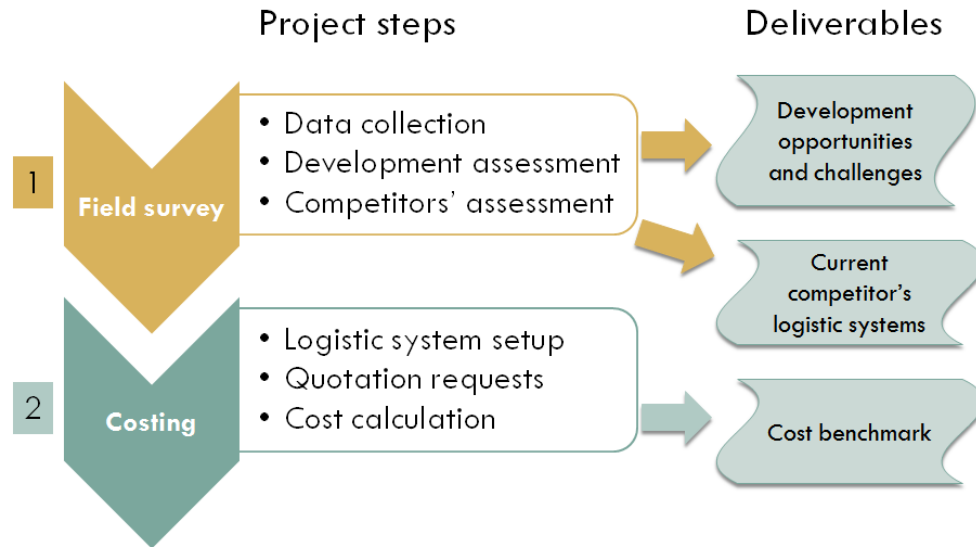 Project steps
Deliverables
1
Field survey
• Data collection
• Development assessment
• Competitors’ assessment
Development
opportunities
and challenges
Current
competitor’s
logistic systems
2
Costing
• Logistic system setup
• Quotation requests
• Cost calculation
Cost benchmark